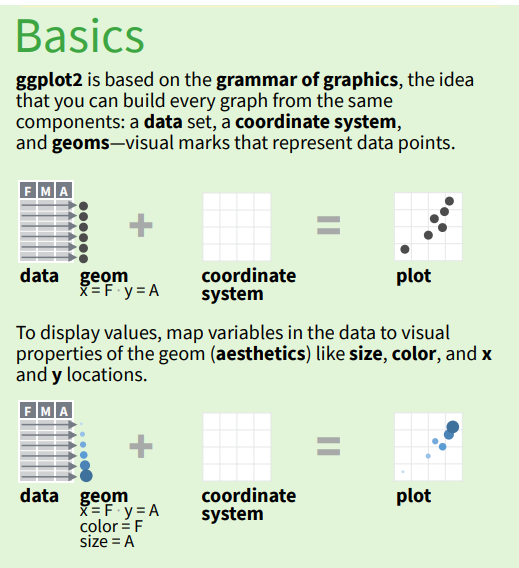 Basics
ggplot2 is based on the grammar of graphics, the idea
that you can build every graph from the same
components: a data set, a coordinate system,
and geoms—visual marks that represent data points.
F M A
+ =
data geom coordinate plot
x = F · y = A system
To display values, map variables in the data to visual
properties of the geom (aesthetics) like size, color, and x
and y locations.
F M A
+ =
data geom coordinate plot
x = F · y = A system
color = F
size = A